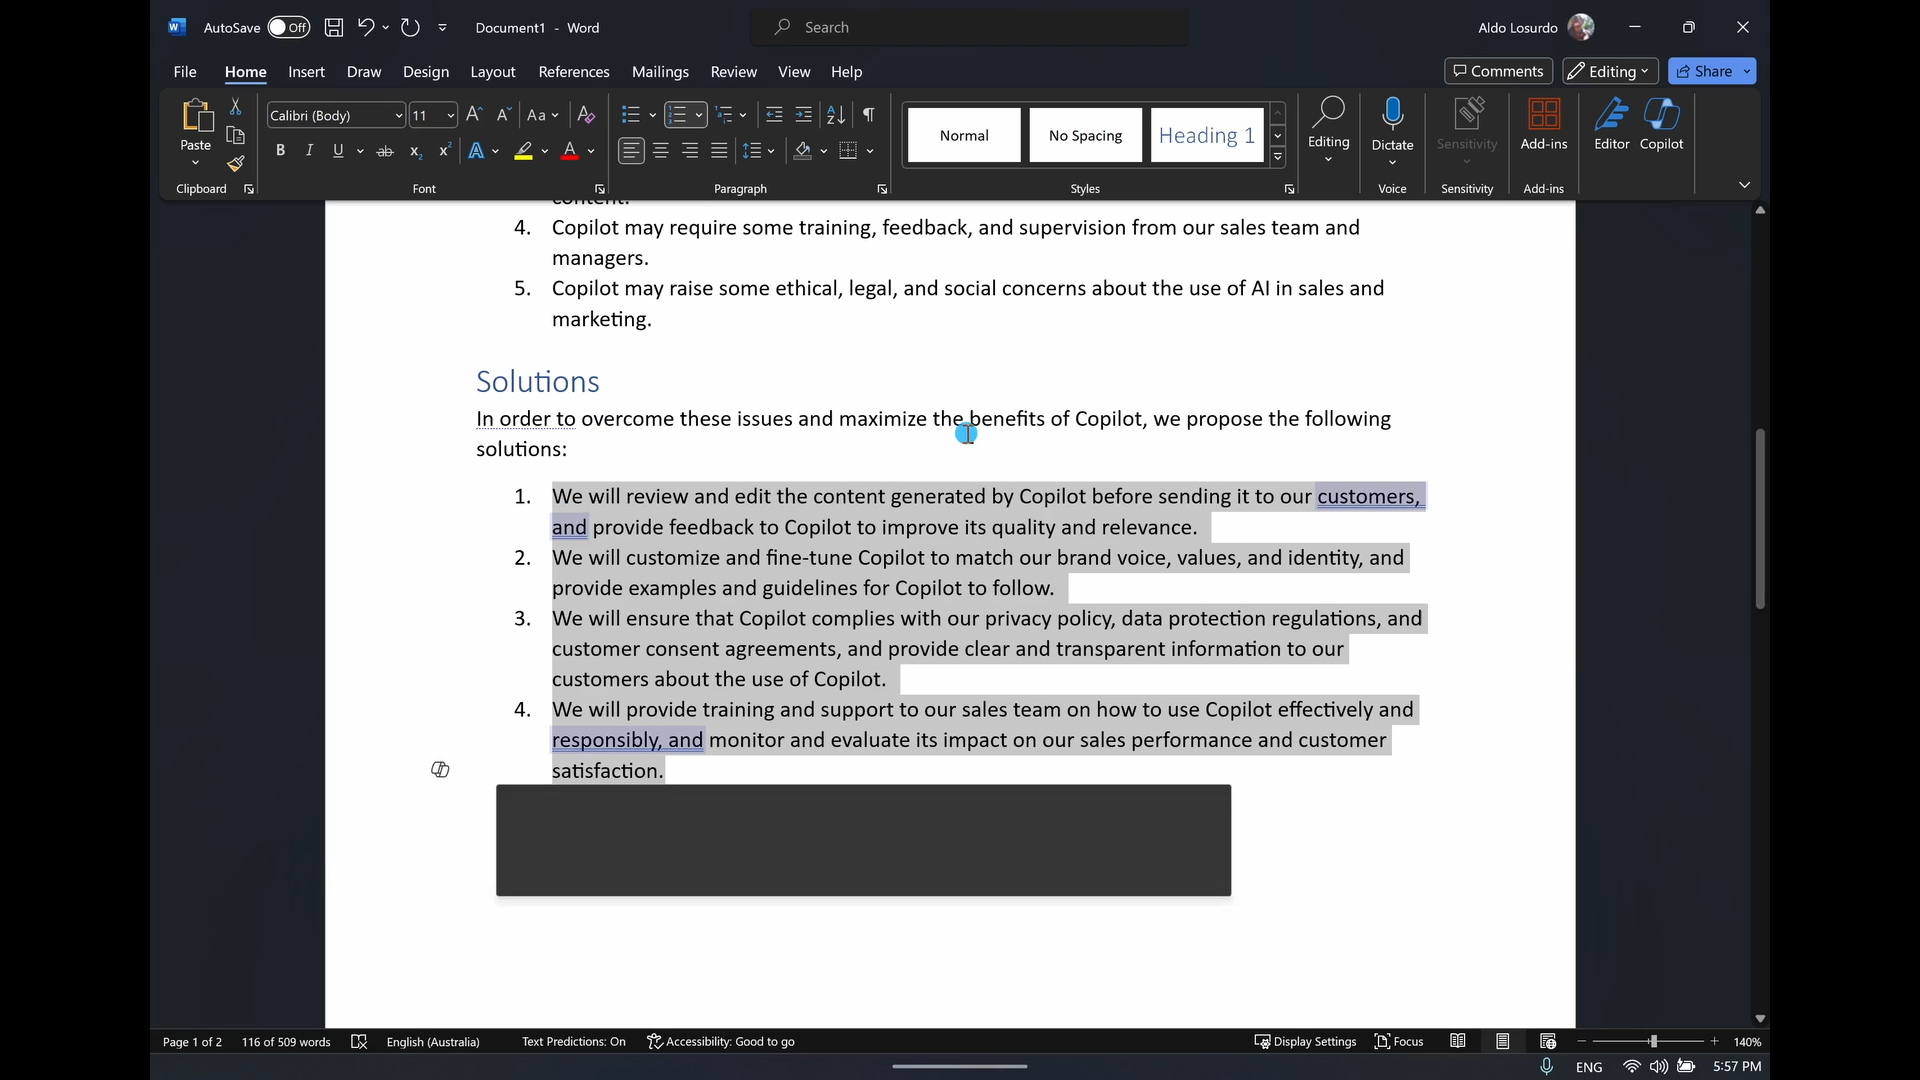 AutoSave Off Document1 - Word Search Aldo Losurdo
File Home Insert Draw Design Layout References Mailings Review View Help Comments Editing Share
Calibri (Body) 11 Aa
Normal No Spacing Heading 1
Paste Editing Dictate Sensitivity Add-ins Editor Copilot
B I U ab x₂ x² A A
Clipboard Font Paragraph Styles Voice Sensitivity Add-ins
content.
4. Copilot may require some training, feedback, and supervision from our sales team and
managers.
5. Copilot may raise some ethical, legal, and social concerns about the use of AI in sales and
marketing.
Solutions
In order to overcome these issues and maximize the benefits of Copilot, we propose the following
solutions:
1. We will review and edit the content generated by Copilot before sending it to our customers,
and provide feedback to Copilot to improve its quality and relevance.
2. We will customize and fine-tune Copilot to match our brand voice, values, and identity, and
provide examples and guidelines for Copilot to follow.
3. We will ensure that Copilot complies with our privacy policy, data protection regulations, and
customer consent agreements, and provide clear and transparent information to our
customers about the use of Copilot.
4. We will provide training and support to our sales team on how to use Copilot effectively and
responsibly, and monitor and evaluate its impact on our sales performance and customer
satisfaction.
Page 1 of 2 116 of 509 words English (Australia) Text Predictions: On Accessibility: Good to go Display Settings Focus 140%
ENG 5:57 PM